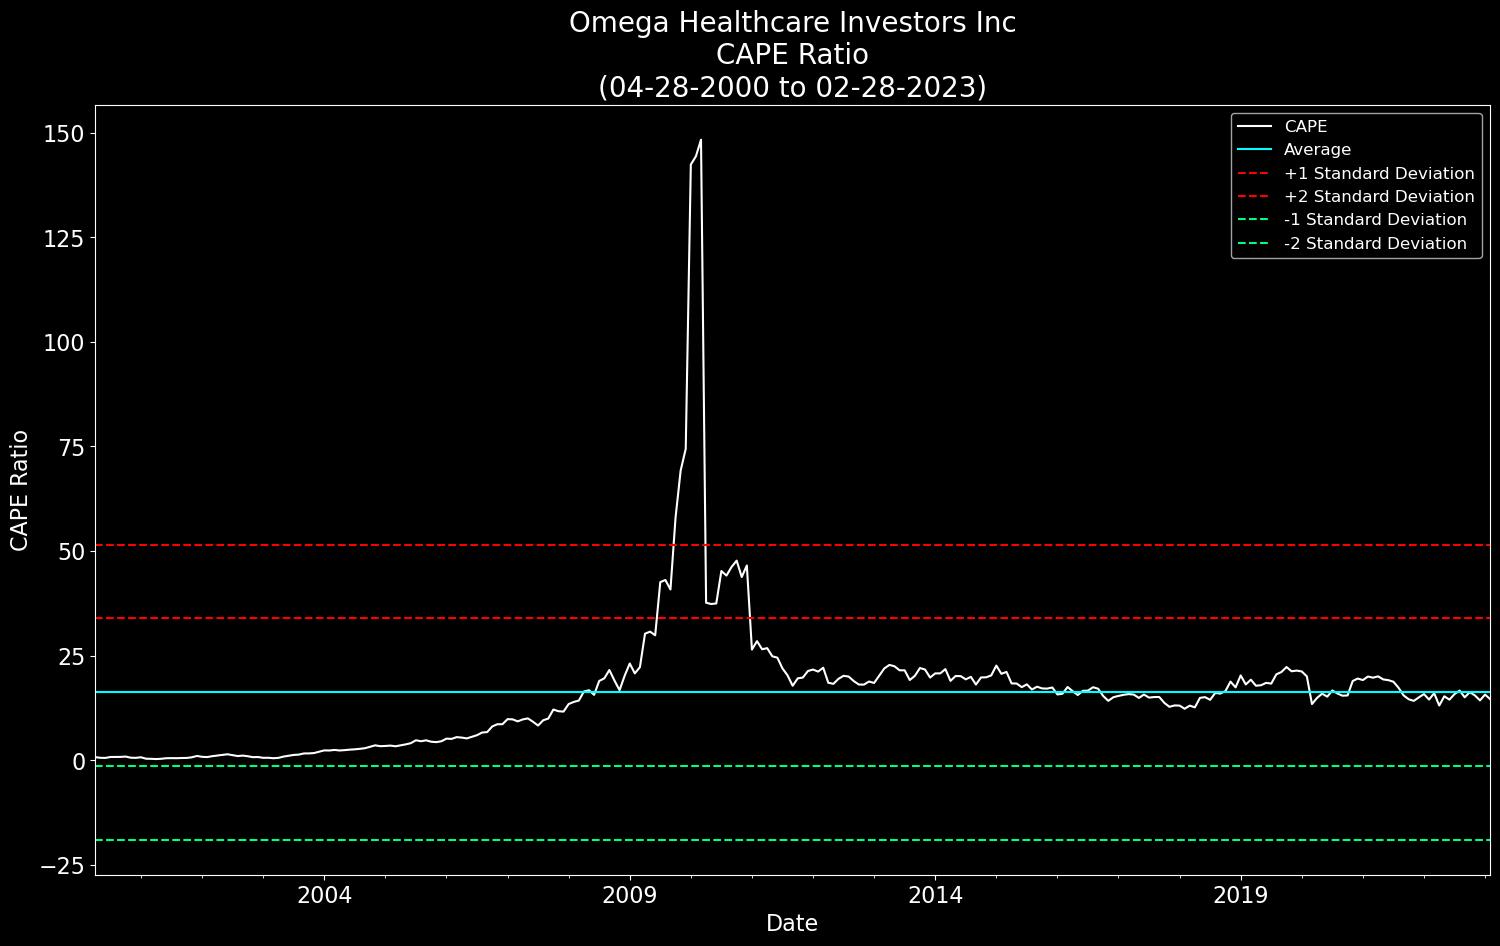 Omega Healthcare Investors Inc
CAPE Ratio
(04-28-2000 to 02-28-2023)
CAPE
Average
+1 Standard Deviation
+2 Standard Deviation
-1 Standard Deviation
-2 Standard Deviation
150
125
100
75
50
25
0
−25
CAPE Ratio
2004
2009
2014
2019
Date